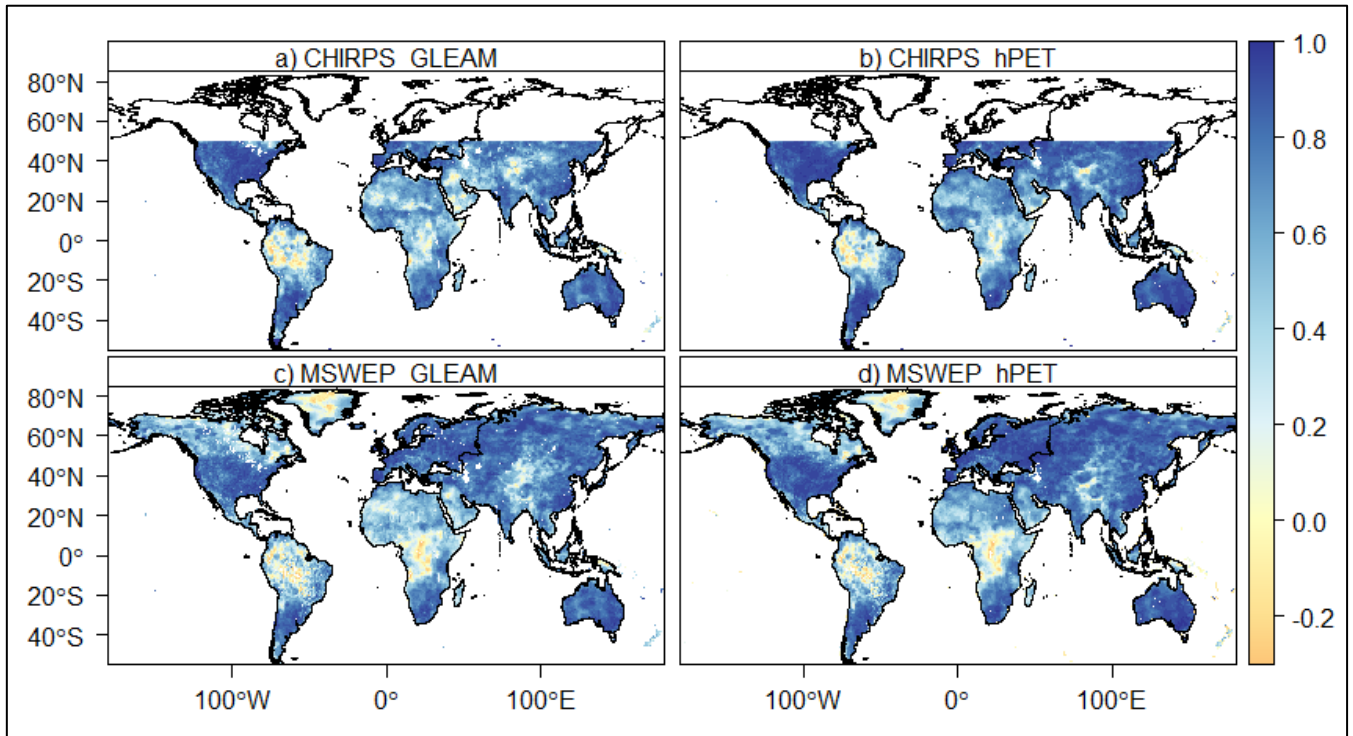 a) CHIRPS_GLEAM
b) CHIRPS_hPET
80°N
60°N
40°N
20°N
0°
20°S
40°S
c) MSWEP_GLEAM
d) MSWEP_hPET
80°N
60°N
40°N
20°N
0°
20°S
40°S
100°W
0°
100°E
100°W
0°
100°E
1.0
0.8
0.6
0.4
0.2
0.0
-0.2